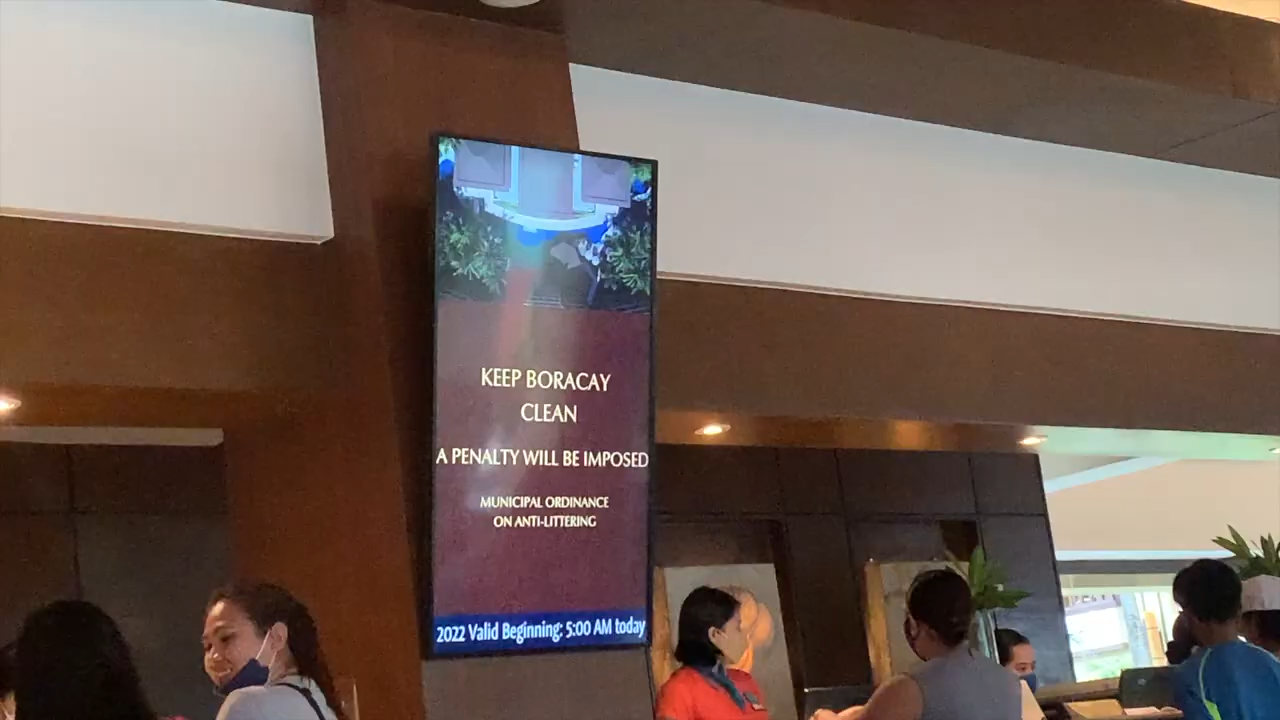 KEEP BORACAY
CLEAN
A PENALTY WILL BE IMPOSED
MUNICIPAL ORDINANCE
ON ANTI-LITTERING
2022 Valid Beginning: 5:00 AM today